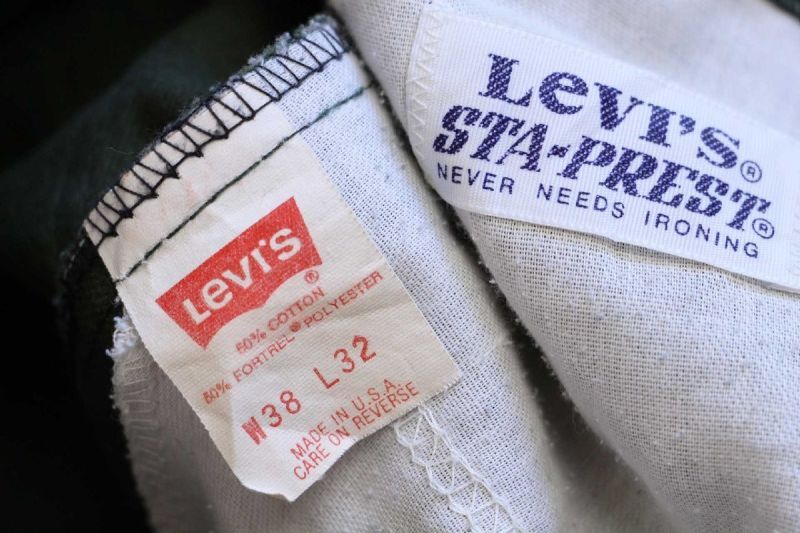 Levi's®
50% COTTON
50% FORTREL® POLYESTER
W38 L32
MADE IN U.S.A.
CARE ON REVERSE
Levi's®
STA-PREST®
NEVER NEEDS IRONING